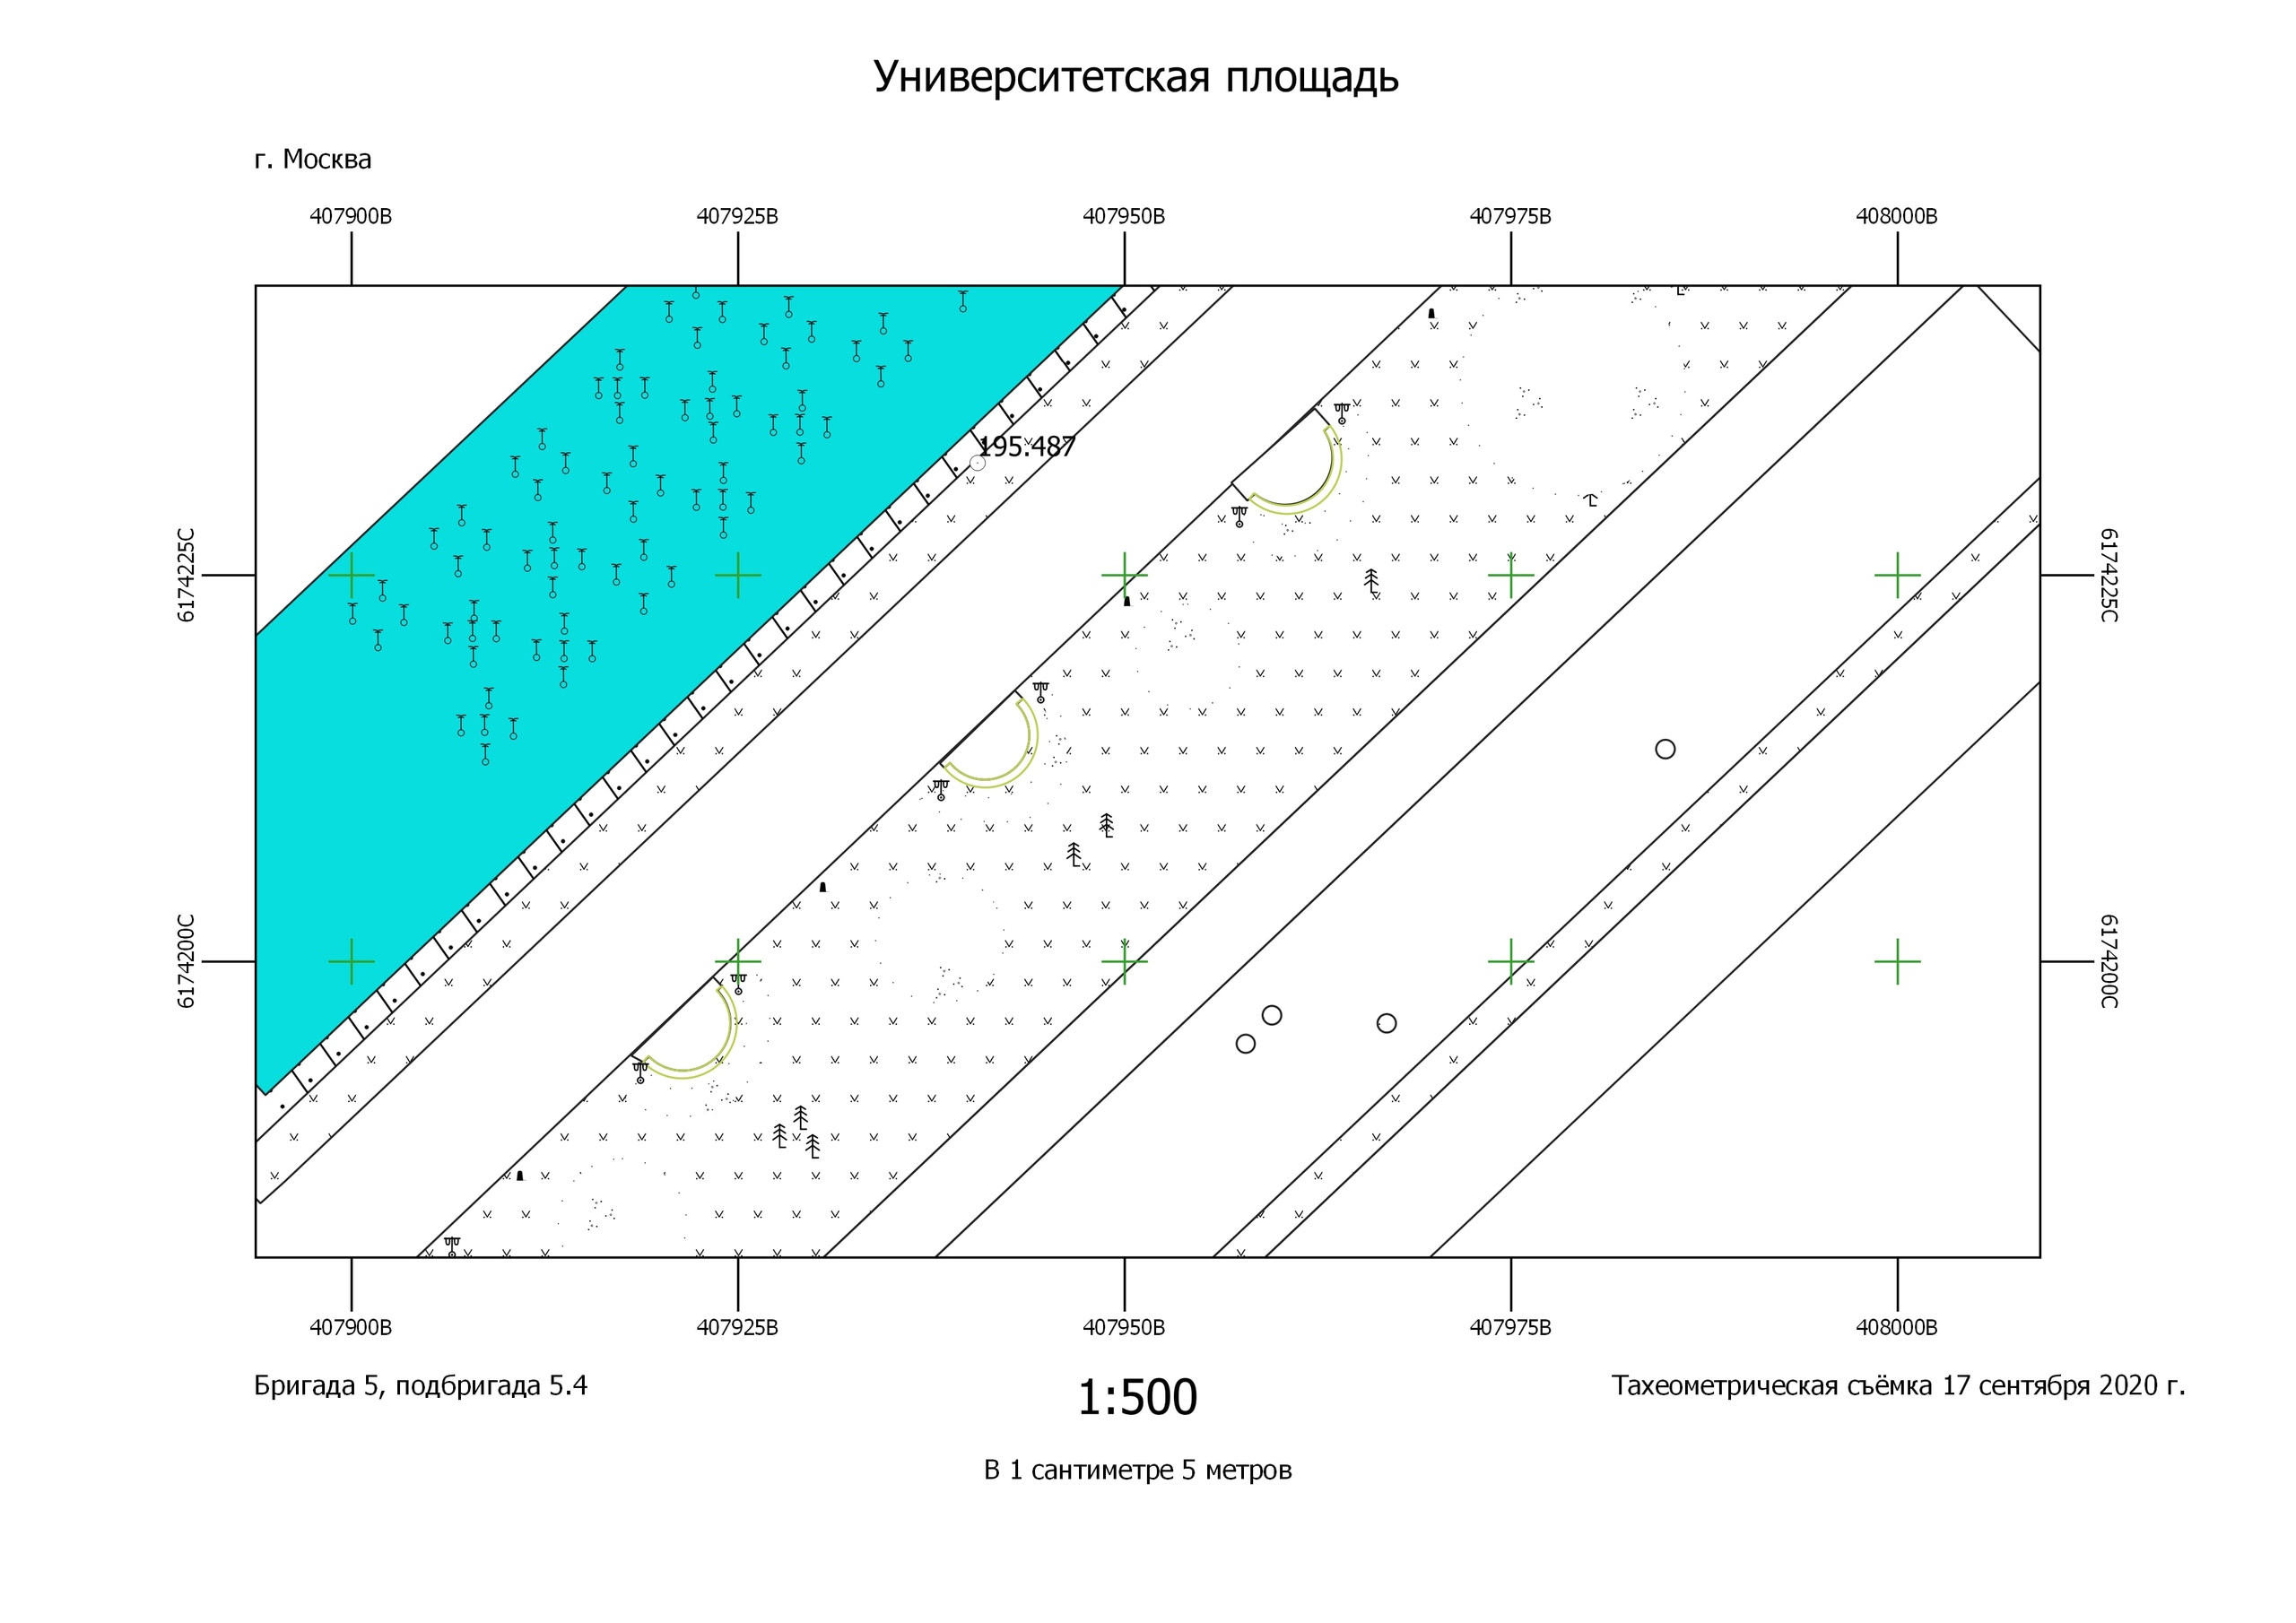 Университетская площадь
г. Москва
407900В 407925В 407950В 407975В 408000В
195.487
6174225С 6174225С
6174200С 6174200С
407900В 407925В 407950В 407975В 408000В
Бригада 5, подбригада 5.4 1:500 Тахеометрическая съёмка 17 сентября 2020 г.
В 1 сантиметре 5 метров